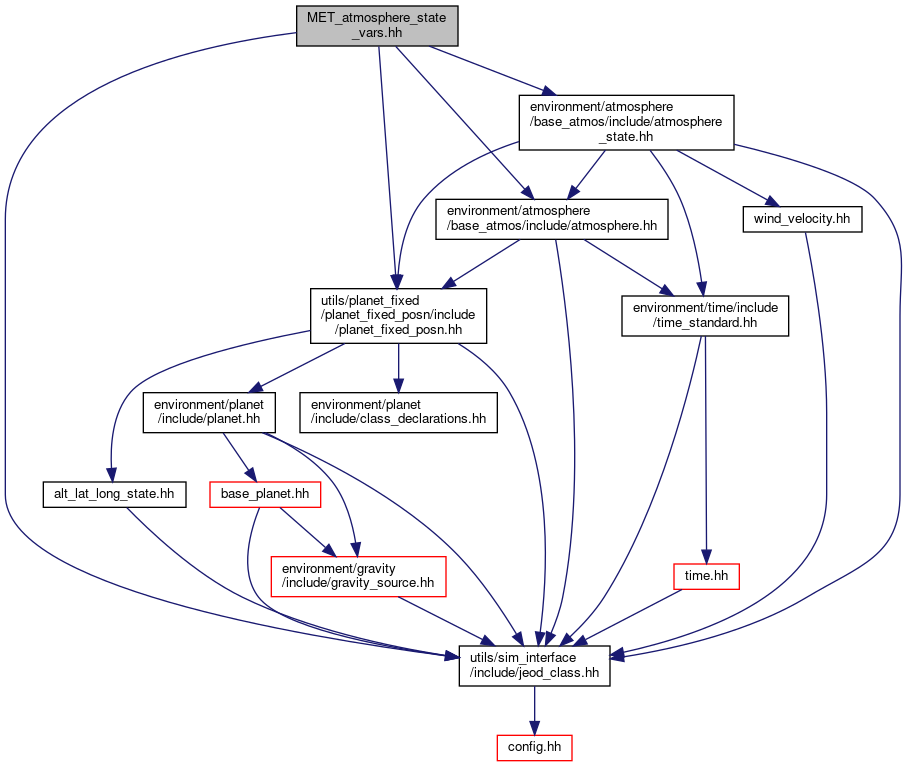 MET_atmosphere_state
_vars.hh
environment/atmosphere
/base_atmos/include/atmosphere
_state.hh
environment/atmosphere
/base_atmos/include/atmosphere.hh
wind_velocity.hh
utils/planet_fixed
/planet_fixed_posn/include
/planet_fixed_posn.hh
environment/time/include
/time_standard.hh
environment/planet
/include/planet.hh
environment/planet
/include/class_declarations.hh
alt_lat_long_state.hh
base_planet.hh
environment/gravity
/include/gravity_source.hh
time.hh
utils/sim_interface
/include/jeod_class.hh
config.hh